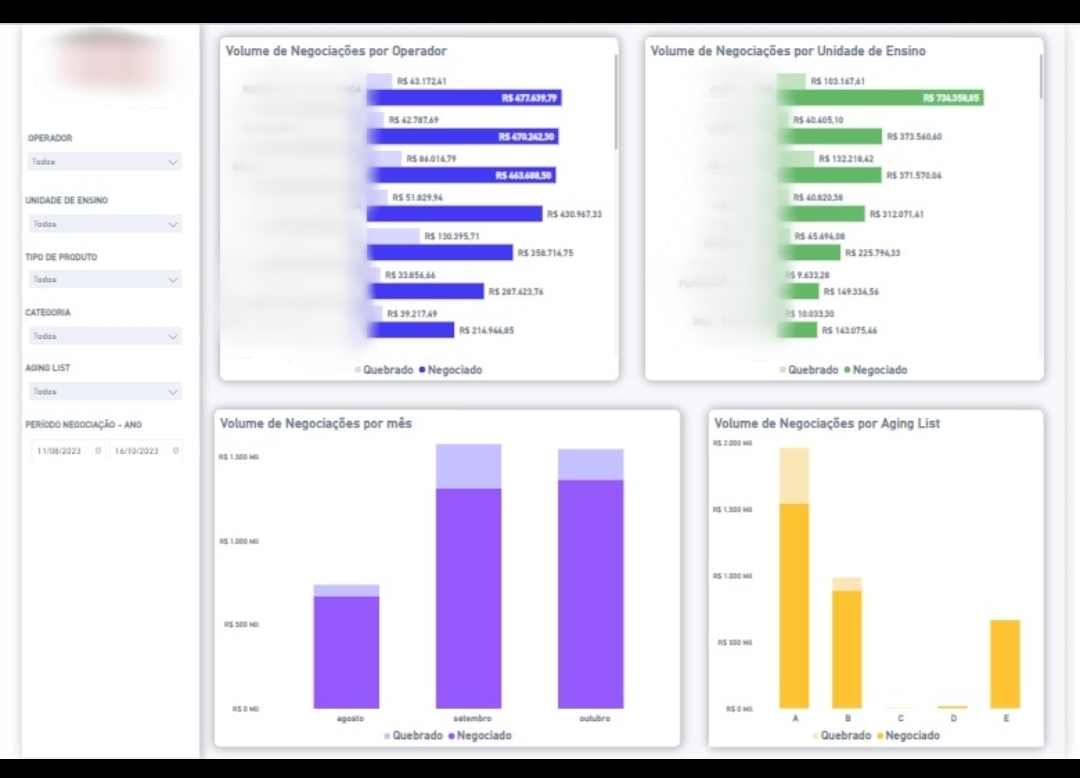 OPERADOR
Todos
UNIDADE DE ENSINO
Todos
TIPO DE PRODUTO
Todos
CATEGORIA
Todos
AGING LIST
Todos
PERÍODO NEGOCIAÇÃO - ANO
11/08/2023 16/10/2023
Volume de Negociações por Operador
R$ 63.172,41
R$ 477.639,79
R$ 42.787,69
R$ 470.262,30
R$ 86.016,79
R$ 463.688,50
R$ 51.829,94
R$ 430.967,33
R$ 130.395,71
R$ 358.714,75
R$ 33.856,66
R$ 287.623,76
R$ 39.217,49
R$ 214.944,85
Quebrado Negociado
Volume de Negociações por Unidade de Ensino
R$ 103.167,61
R$ 734.358,85
R$ 40.405,10
R$ 373.560,60
R$ 132.218,42
R$ 371.570,04
R$ 40.820,38
R$ 312.071,41
R$ 45.694,08
R$ 225.794,33
R$ 9.633,28
R$ 149.334,56
R$ 10.033,30
R$ 143.075,46
Quebrado Negociado
Volume de Negociações por mês
R$ 1.500 Mil
R$ 1.000 Mil
R$ 500 Mil
R$ 0 Mil
agosto setembro outubro
Quebrado Negociado
Volume de Negociações por Aging List
R$ 2.000 Mil
R$ 1.500 Mil
R$ 1.000 Mil
R$ 500 Mil
R$ 0 Mil
A B C D E
Quebrado Negociado